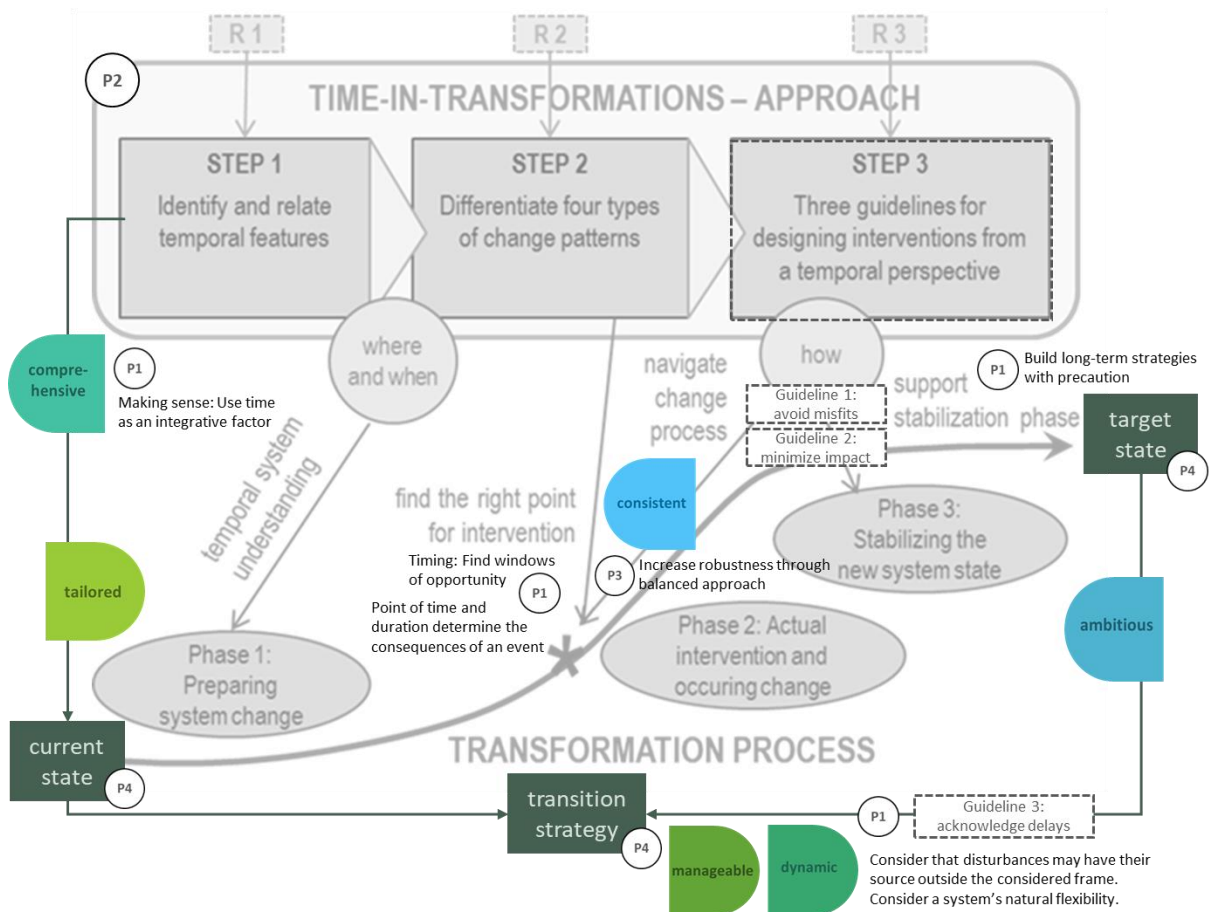 R 1
R 2
R 3
P2
TIME-IN-TRANSFORMATIONS – APPROACH
STEP 1
Identify and relate
temporal features
STEP 2
Differentiate four types
of change patterns
STEP 3
Three guidelines for
designing interventions from
a temporal perspective
where
and when
how
compre-
hensive
P1
Making sense: Use time
as an integrative factor
navigate
change
process
Guideline 1:
avoid misfits
Guideline 2:
minimize impact
P1
Build long-term strategies
with precaution
support
stabilization phase
target
state
P4
temporal system
understanding
find the right point
for intervention
consistent
Timing: Find windows
of opportunity
P1
Point of time and
duration determine the
consequences of an event
P3
Increase robustness through
balanced approach
Phase 3:
Stabilizing the
new system state
tailored
ambitious
Phase 1:
Preparing
system change
*
Phase 2: Actual
intervention and
occuring change
current
state
P4
TRANSFORMATION PROCESS
transition
strategy
P4
P1
Guideline 3:
acknowledge delays
manageable
dynamic
Consider that disturbances may have their
source outside the considered frame.
Consider a system's natural flexibility.